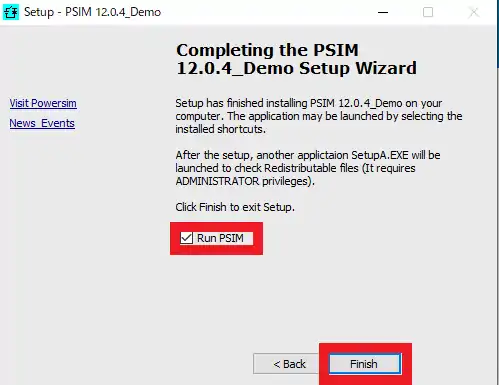 Setup - PSIM 12.0.4_Demo
Completing the PSIM
12.0.4_Demo Setup Wizard
Visit Powersim
News_Events
Setup has finished installing PSIM 12.0.4_Demo on your
computer. The application may be launched by selecting the
installed shortcuts.
After the setup, another applictaion SetupA.EXE will be
launched to check Redistributable files (It requires
ADMINISTRATOR privileges).
Click Finish to exit Setup.
Run PSIM
< Back
Finish